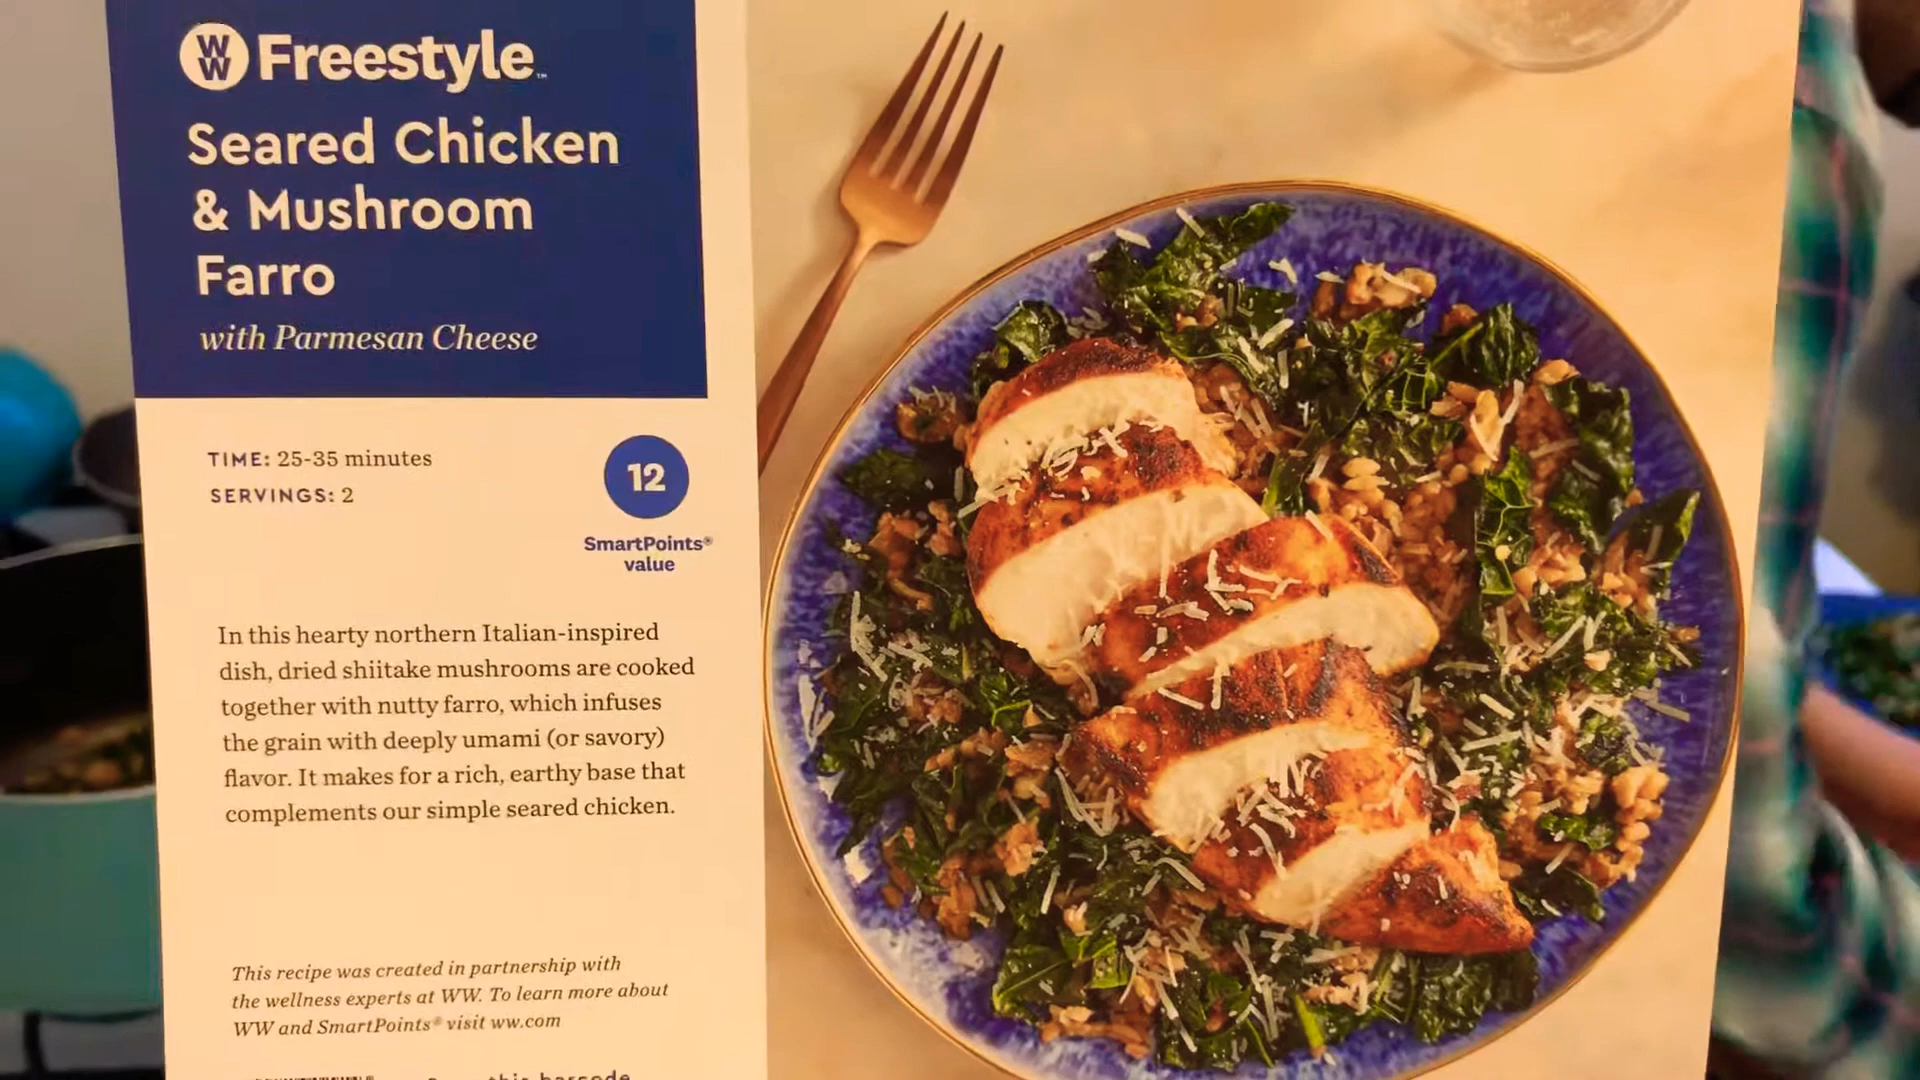 WW Freestyle™
Seared Chicken
& Mushroom
Farro
with Parmesan Cheese
TIME: 25-35 minutes
SERVINGS: 2
12
SmartPoints®
value
In this hearty northern Italian-inspired
dish, dried shiitake mushrooms are cooked
together with nutty farro, which infuses
the grain with deeply umami (or savory)
flavor. It makes for a rich, earthy base that
complements our simple seared chicken.
This recipe was created in partnership with
the wellness experts at WW. To learn more about
WW and SmartPoints® visit ww.com
this barcode